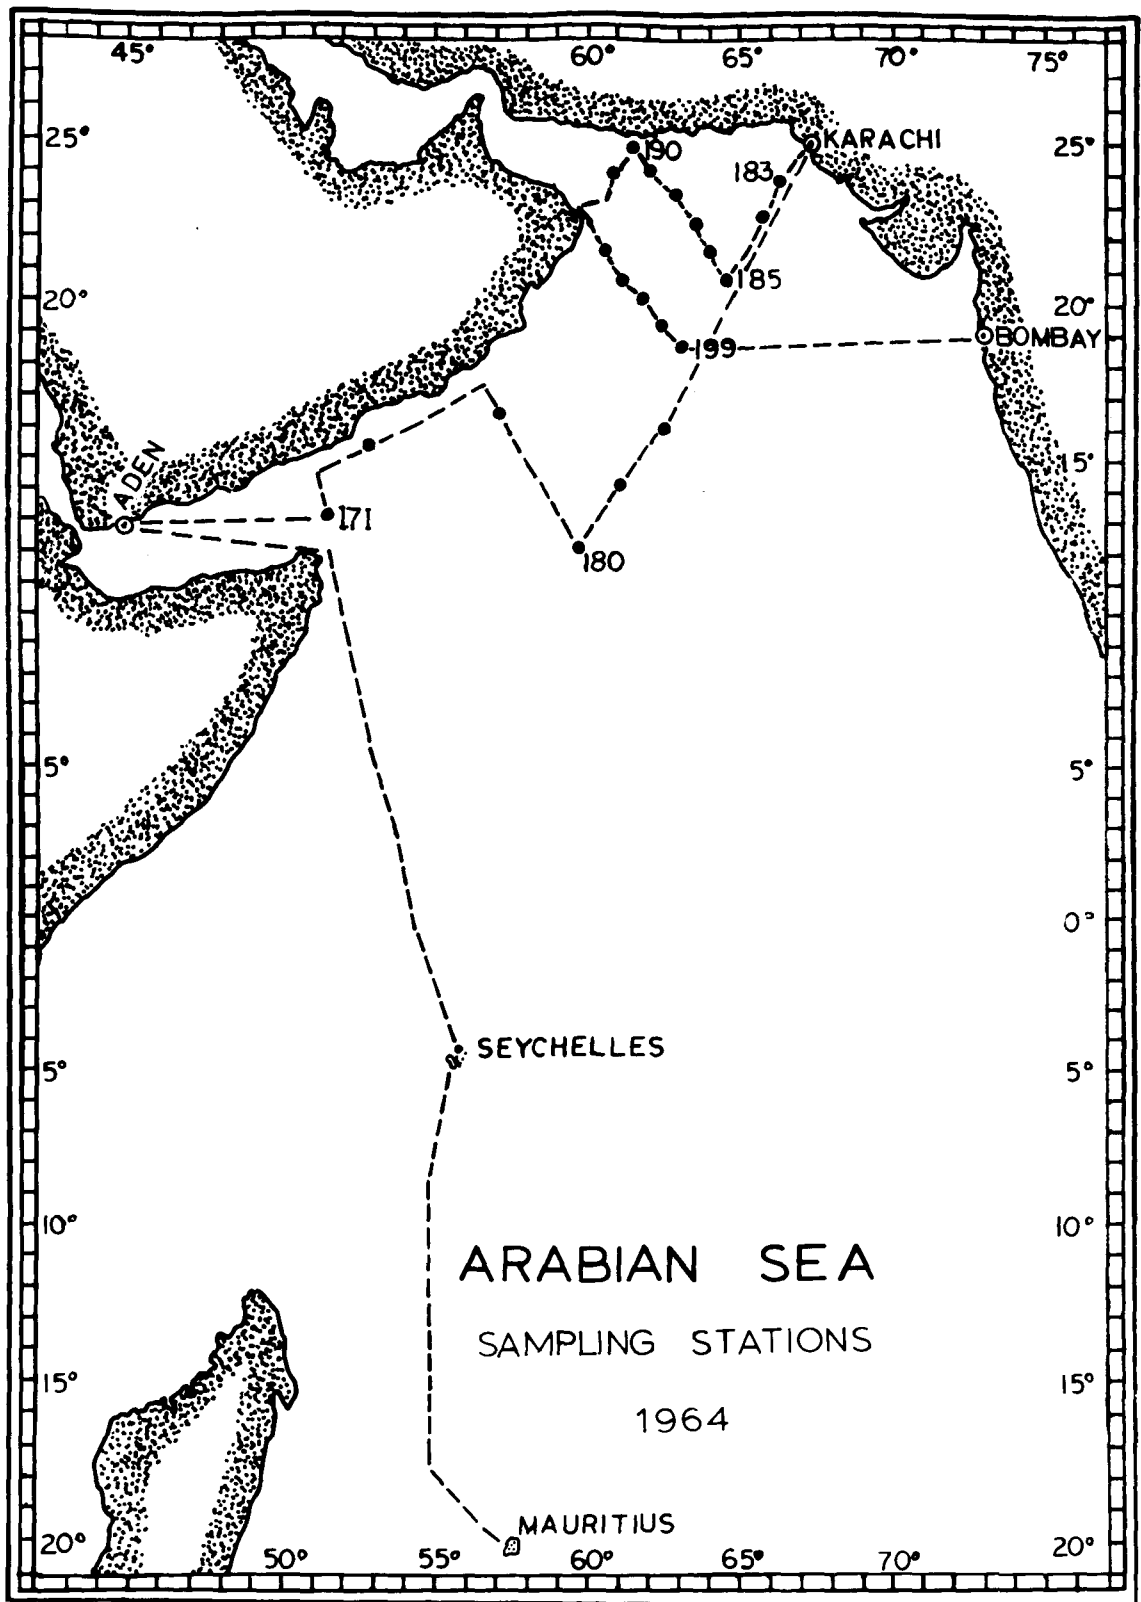 45° 60° 65° 70° 75°
25° 190 183 KARACHI 25°
185
20° 20°
199 BOMBAY
ADEN 15°
171
180
5° 5°
0°
SEYCHELLES
5° 5°
10° 10°
ARABIAN SEA
SAMPLING STATIONS
15° 15°
1964
MAURITIUS
20° 50° 55° 60° 65° 70° 20°